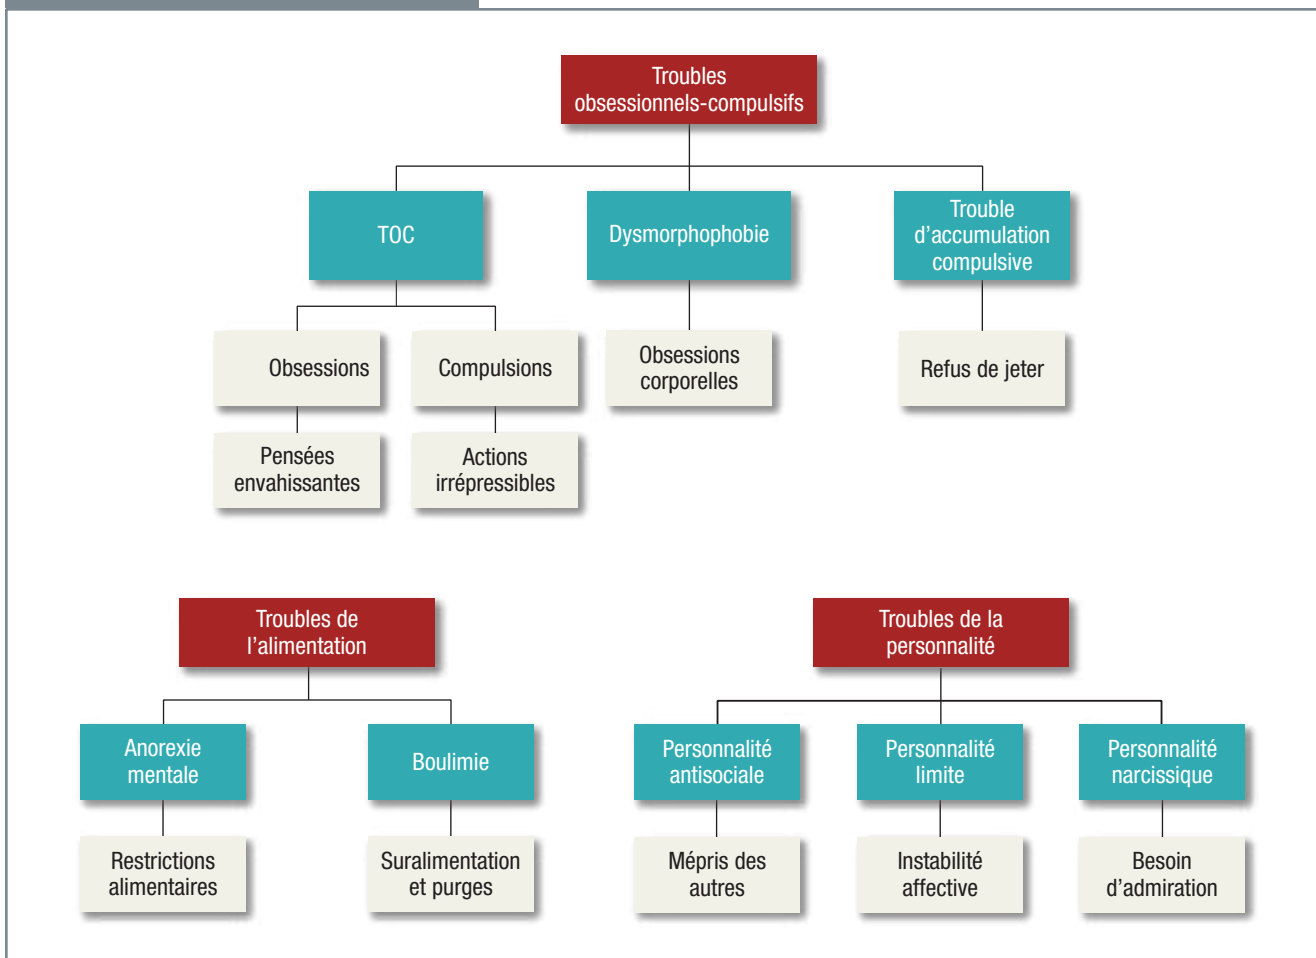 Troubles
obsessionnels-compulsifs
TOC
Dysmorphophobie
Trouble
d’accumulation
compulsive
Obsessions
Compulsions
Obsessions
corporelles
Refus de jeter
Pensées
envahissantes
Actions
irrépressibles
Troubles de
l’alimentation
Troubles de la
personnalité
Anorexie
mentale
Boulimie
Personnalité
antisociale
Personnalité
limite
Personnalité
narcissique
Restrictions
alimentaires
Suralimentation
et purges
Mépris des
autres
Instabilité
affective
Besoin
d’admiration